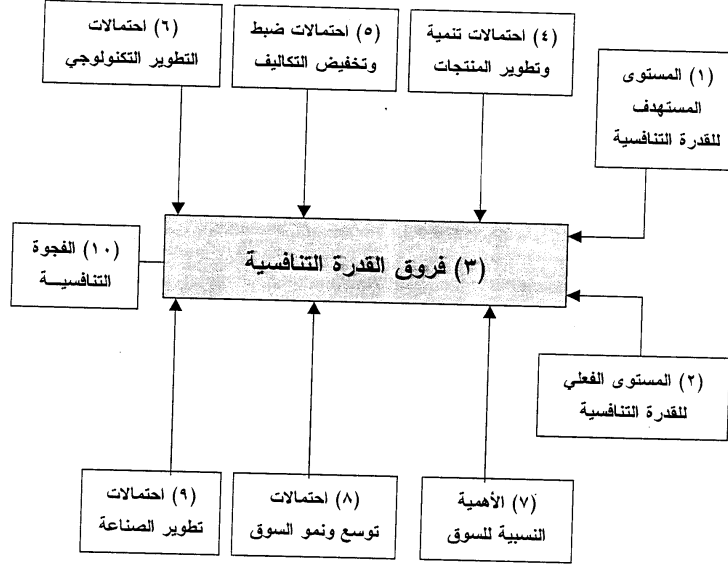 (١) المستوى
المستهدف
للقدرة التنافسية
(٢) المستوى الفعلي
للقدرة التنافسية
(٣) فروق القدرة التنافسية
(٤) احتمالات تنمية
وتطوير المنتجات
(٥) احتمالات ضبط
وتخفيض التكاليف
(٦) احتمالات
التطوير التكنولوجي
(٧) الأهمية
النسبية للسوق
(٨) احتمالات
توسع ونمو السوق
(٩) احتمالات
تطوير الصناعة
(١٠) الفجوة
التنافسيـــة